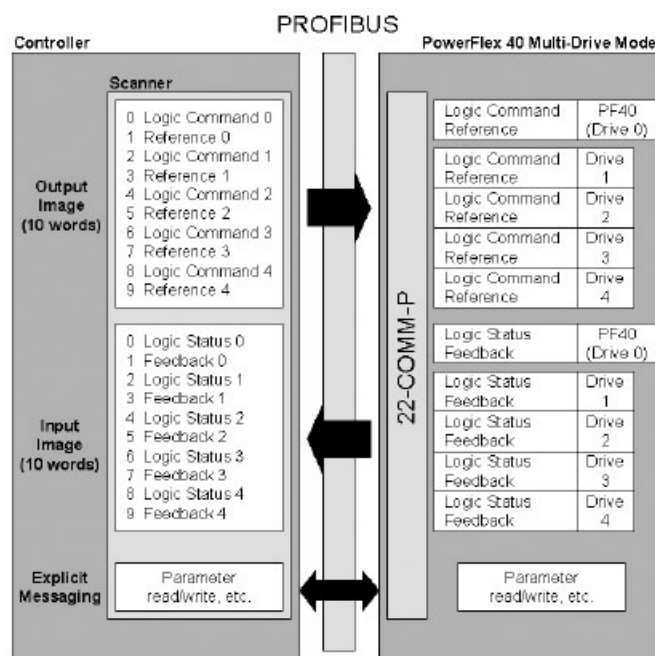 PROFIBUS
Controller
PowerFlex 40 Multi-Drive Mode
Scanner
Output
Image
(10 words)
0 Logic Command 0
1 Reference 0
2 Logic Command 1
3 Reference 1
4 Logic Command 2
5 Reference 2
6 Logic Command 3
7 Reference 3
8 Logic Command 4
9 Reference 4
Input
Image
(10 words)
0 Logic Status 0
1 Feedback 0
2 Logic Status 1
3 Feedback 1
4 Logic Status 2
5 Feedback 2
6 Logic Status 3
7 Feedback 3
8 Logic Status 4
9 Feedback 4
Explicit
Messaging
Parameter
read/write, etc.
22-COMM-P
Logic Command PF40
Reference (Drive 0)
Logic Command Drive
Reference 1
Logic Command Drive
Reference 2
Logic Command Drive
Reference 3
Logic Command Drive
Reference 4
Logic Status PF40
Feedback (Drive 0)
Logic Status Drive
Feedback 1
Logic Status Drive
Feedback 2
Logic Status Drive
Feedback 3
Logic Status Drive
Feedback 4
Parameter
read/write, etc.